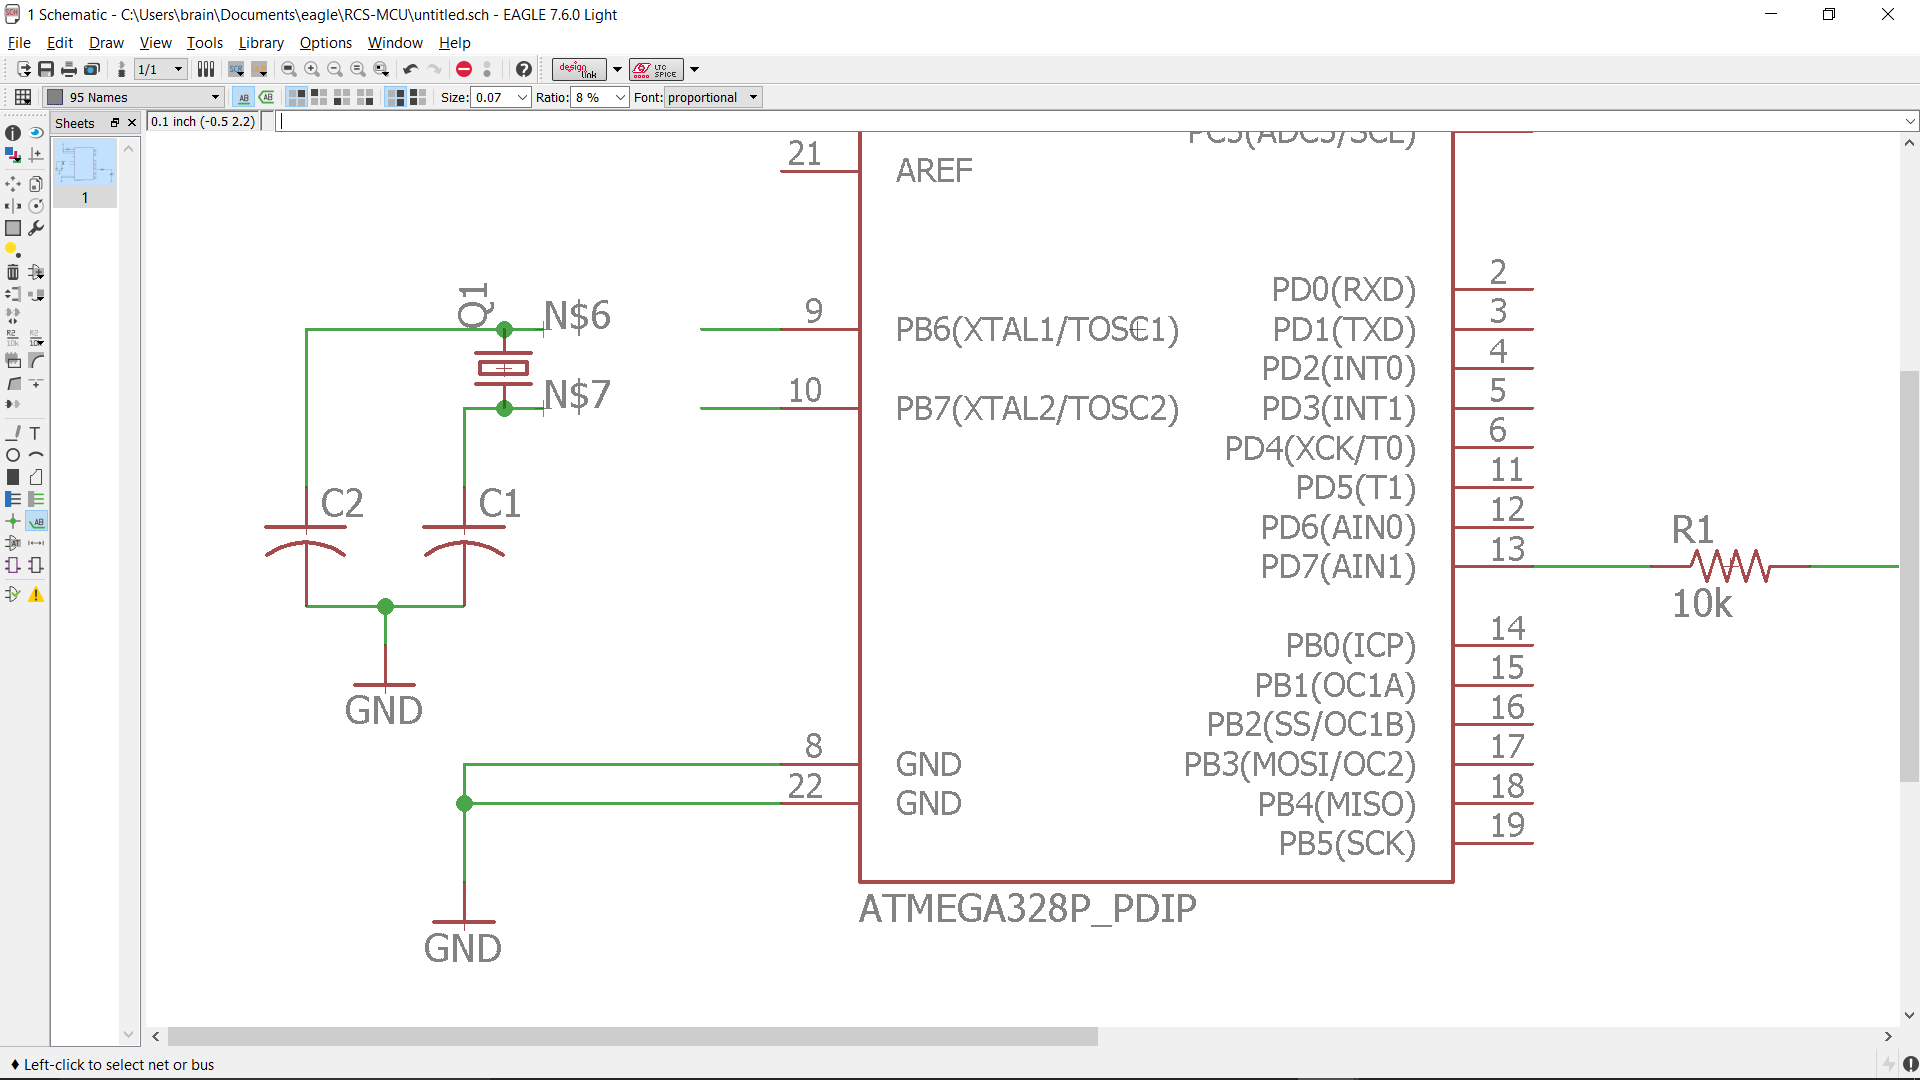 1 Schematic - C:\Users\brain\Documents\eagle\RCS-MCU\untitled.sch - EAGLE 7.6.0 Light
File Edit Draw View Tools Library Options Window Help
1/1
design link
LTC SPICE
95 Names
Size: 0.07 Ratio: 8 % Font: proportional
Sheets
0.1 inch (-0.5 2.2)
1
PC5(ADC5/SCL)
21
AREF
2
PD0(RXD)
Q1
N$6
9
PB6(XTAL1/TOSC1)
3
PD1(TXD)
4
PD2(INT0)
N$7
10
PB7(XTAL2/TOSC2)
5
PD3(INT1)
6
PD4(XCK/T0)
11
PD5(T1)
C2
C1
12
PD6(AIN0)
13
PD7(AIN1)
R1
10k
14
PB0(ICP)
15
PB1(OC1A)
GND
16
PB2(SS/OC1B)
8
GND
17
PB3(MOSI/OC2)
22
GND
18
PB4(MISO)
19
PB5(SCK)
ATMEGA328P_PDIP
GND
Left-click to select net or bus